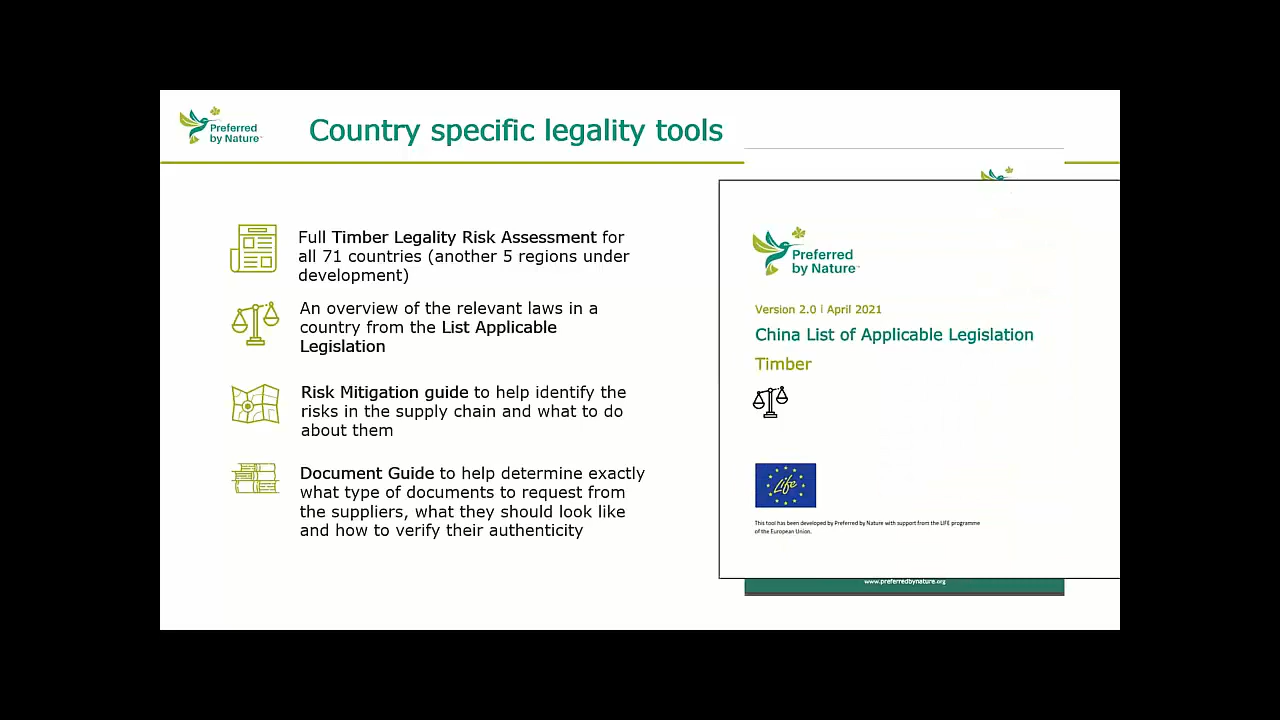 Preferred
by Nature™
Country specific legality tools
Full Timber Legality Risk Assessment for
all 71 countries (another 5 regions under
development)
An overview of the relevant laws in a
country from the List Applicable
Legislation
Risk Mitigation guide to help identify the
risks in the supply chain and what to do
about them
Document Guide to help determine exactly
what type of documents to request from
the suppliers, what they should look like
and how to verify their authenticity
Preferred
by Nature™
Version 2.0 | April 2021
China List of Applicable Legislation
Timber
Life
This tool has been developed by Preferred by Nature with support from the LIFE programme
of the European Union.
www.preferredbynature.org